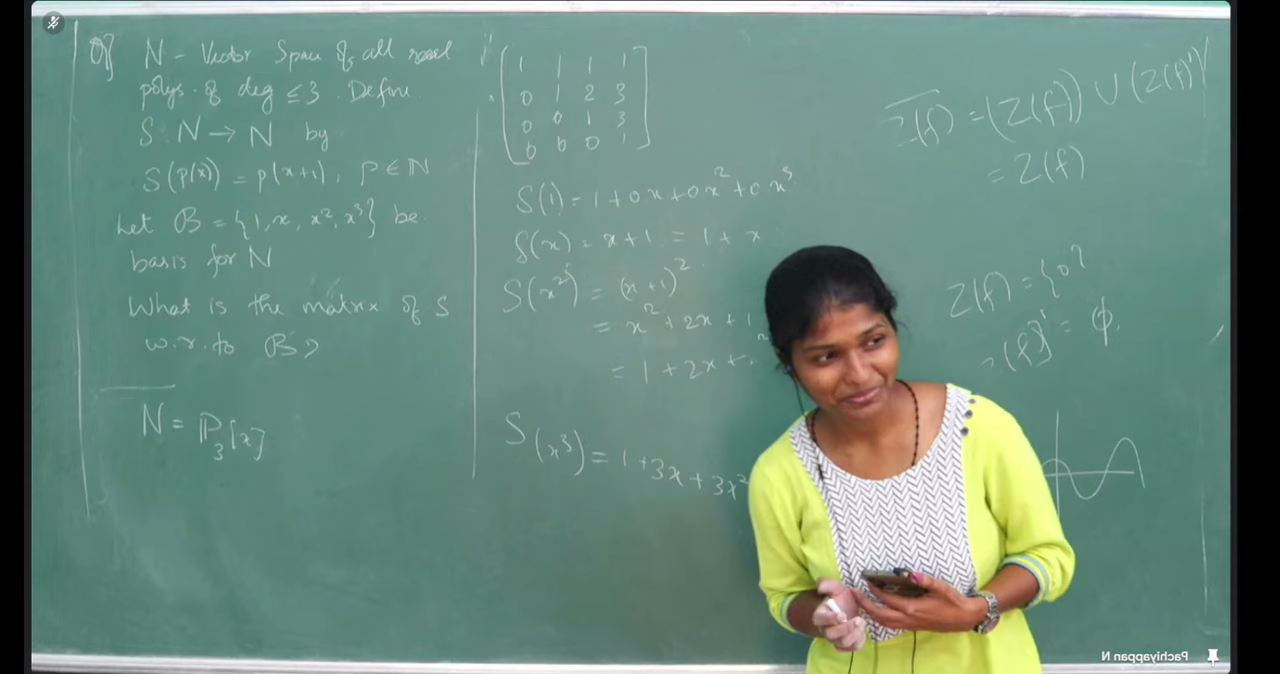 Q] N - Vector Space of all real
polys. of deg ≤ 3. Define
S: N → N by
S(p(x)) = p(x+1), P ∈ N
Let B = {1, x, x², x³} be
basis for N
What is the matrix of S
w.r.to B?
N = ℙ₃[x]
1 1 1 1
0 1 2 3
0 0 1 3
0 0 0 1
S(1) = 1+0x+0x²+0x³
S(x) = x+1 = 1+x
S(x²) = (x+1)²
= x²+2x+1
= 1+2x+
S(x³) = 1+3x+3x²
Z(f) = (Z(f)) ∪ (Z(f)')
= Z(f)
Z(f) = {0}
(f)]' = ϕ.
Pachiyappan N